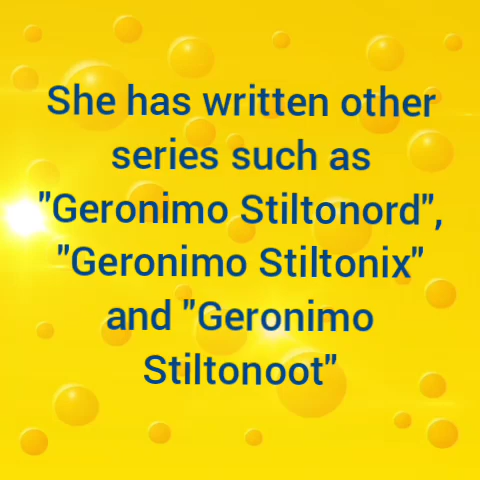 She has written other
series such as
"Geronimo Stiltonord",
"Geronimo Stiltonix"
and "Geronimo
Stiltonoot"